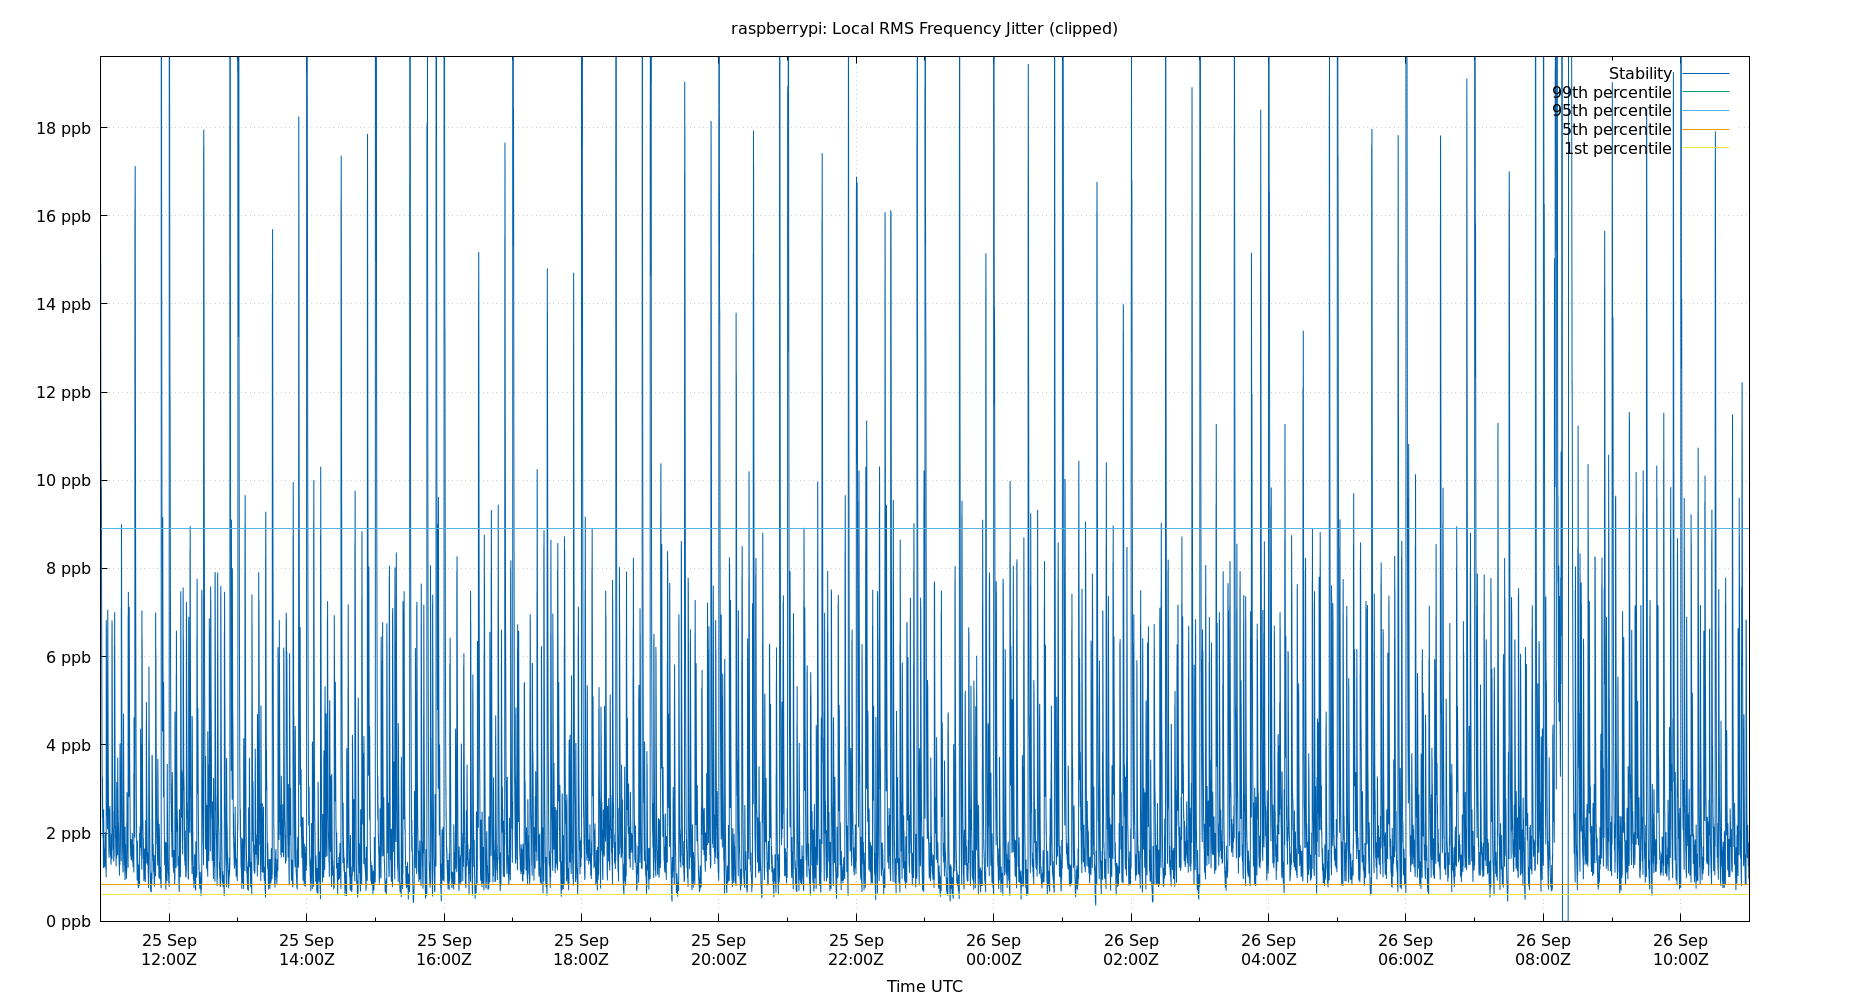 raspberrypi: Local RMS Frequency Jitter (clipped)
Stability
99th percentile
95th percentile
5th percentile
1st percentile
18 ppb
16 ppb
14 ppb
12 ppb
10 ppb
8 ppb
6 ppb
4 ppb
2 ppb
0 ppb
25 Sep 25 Sep 25 Sep 25 Sep 25 Sep 25 Sep 26 Sep 26 Sep 26 Sep 26 Sep 26 Sep 26 Sep
12:00Z 14:00Z 16:00Z 18:00Z 20:00Z 22:00Z 00:00Z 02:00Z 04:00Z 06:00Z 08:00Z 10:00Z
Time UTC